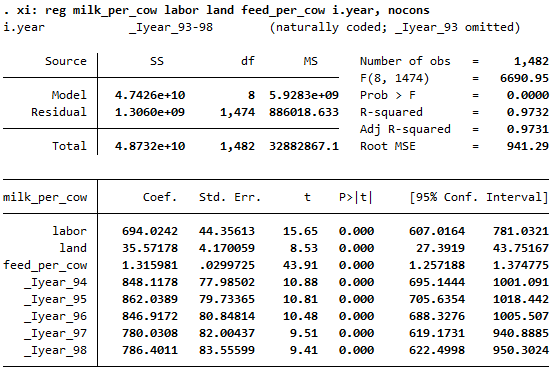 . xi: reg milk_per_cow labor land feed_per_cow i.year, nocons
i.year _Iyear_93-98 (naturally coded; _Iyear_93 omitted)
Source SS df MS Number of obs = 1,482
F(8, 1474) = 6690.95
Model 4.7426e+10 8 5.9283e+09 Prob > F = 0.0000
Residual 1.3060e+09 1,474 886018.633 R-squared = 0.9732
Adj R-squared = 0.9731
Total 4.8732e+10 1,482 32882867.1 Root MSE = 941.29
milk_per_cow Coef. Std. Err. t P>|t| [95% Conf. Interval]
labor 694.0242 44.35613 15.65 0.000 607.0164 781.0321
land 35.57178 4.170059 8.53 0.000 27.3919 43.75167
feed_per_cow 1.315981 .0299725 43.91 0.000 1.257188 1.374775
_Iyear_94 848.1178 77.98502 10.88 0.000 695.1444 1001.091
_Iyear_95 862.0389 79.73365 10.81 0.000 705.6354 1018.442
_Iyear_96 846.9172 80.84814 10.48 0.000 688.3276 1005.507
_Iyear_97 780.0308 82.00437 9.51 0.000 619.1731 940.8885
_Iyear_98 786.4011 83.55599 9.41 0.000 622.4998 950.3024